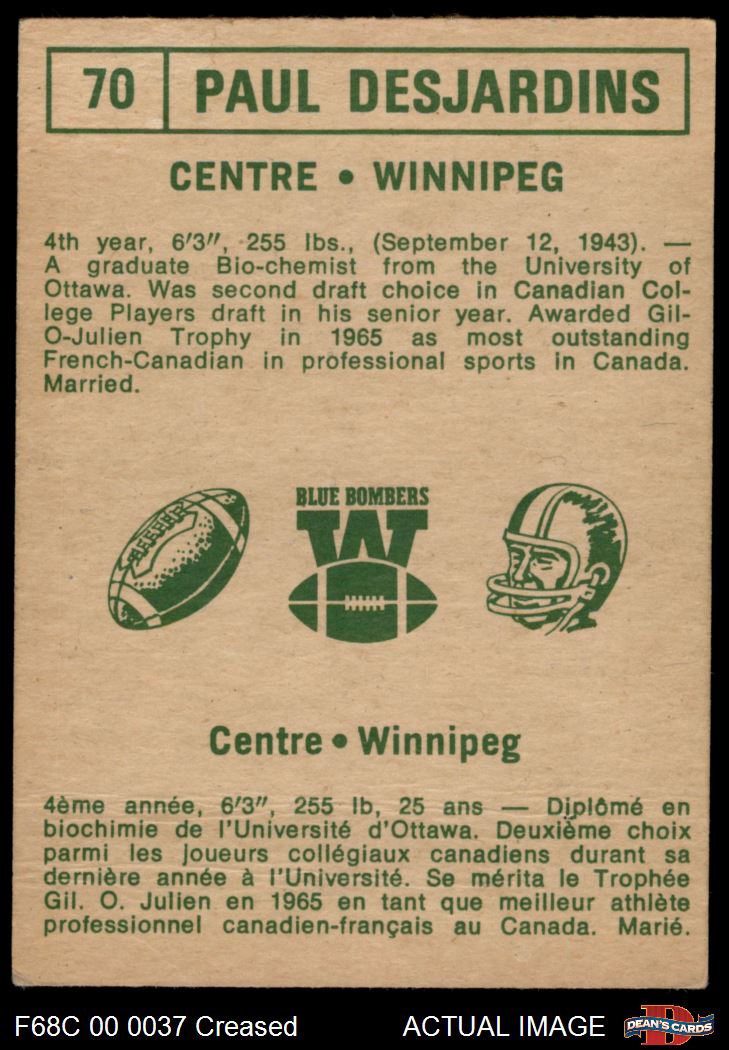 70 PAUL DESJARDINS
CENTRE • WINNIPEG
4th year, 6'3", 255 lbs., (September 12, 1943). —
A graduate Bio-chemist from the University of
Ottawa. Was second draft choice in Canadian Col-
lege Players draft in his senior year. Awarded Gil-
O-Julien Trophy in 1965 as most outstanding
French-Canadian in professional sports in Canada.
Married.
BLUE BOMBERS
W
Centre • Winnipeg
4ème année, 6'3", 255 lb, 25 ans — Diplômé en
biochimie de l'Université d'Ottawa. Deuxième choix
parmi les joueurs collégiaux canadiens durant sa
dernière année à l'Université. Se mérita le Trophée
Gil. O. Julien en 1965 en tant que meilleur athlète
professionnel canadien-français au Canada. Marié.
F68C 00 0037 Creased ACTUAL IMAGE
D
DEAN'S CARDS